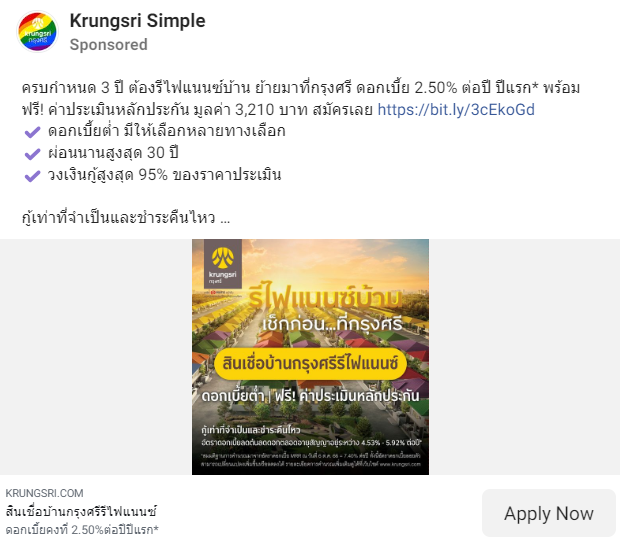 Krungsri Simple
Sponsored
ครบกำหนด 3 ปี ต้องรีไฟแนนซ์บ้าน ย้ายมาที่กรุงศรี ดอกเบี้ย 2.50% ต่อปี ปีแรก* พร้อม
ฟรี! ค่าประเมินหลักประกัน มูลค่า 3,210 บาท สมัครเลย https://bit.ly/3cEkoGd
ดอกเบี้ยต่ำ มีให้เลือกหลายทางเลือก
ผ่อนนานสูงสุด 30 ปี
วงเงินกู้สูงสุด 95% ของราคาประเมิน
กู้เท่าที่จำเป็นและชำระคืนไหว ...
krungsri
กรุงศรี
รีไฟแนนซ์บ้าน
เช็กก่อน...ที่กรุงศรี
สินเชื่อบ้านกรุงศรีรีไฟแนนซ์
ดอกเบี้ยต่ำ | ฟรี! ค่าประเมินหลักประกัน
กู้เท่าที่จำเป็นและชำระคืนไหว
อัตราดอกเบี้ยลดต้นลดดอกตลอดอายุสัญญาอยู่ระหว่าง 4.53% - 5.92% ต่อปี*
KRUNGSRI.COM
สินเชื่อบ้านกรุงศรีรีไฟแนนซ์
ดอกเบี้ยคงที่ 2.50%ต่อปีปีแรก*
Apply Now